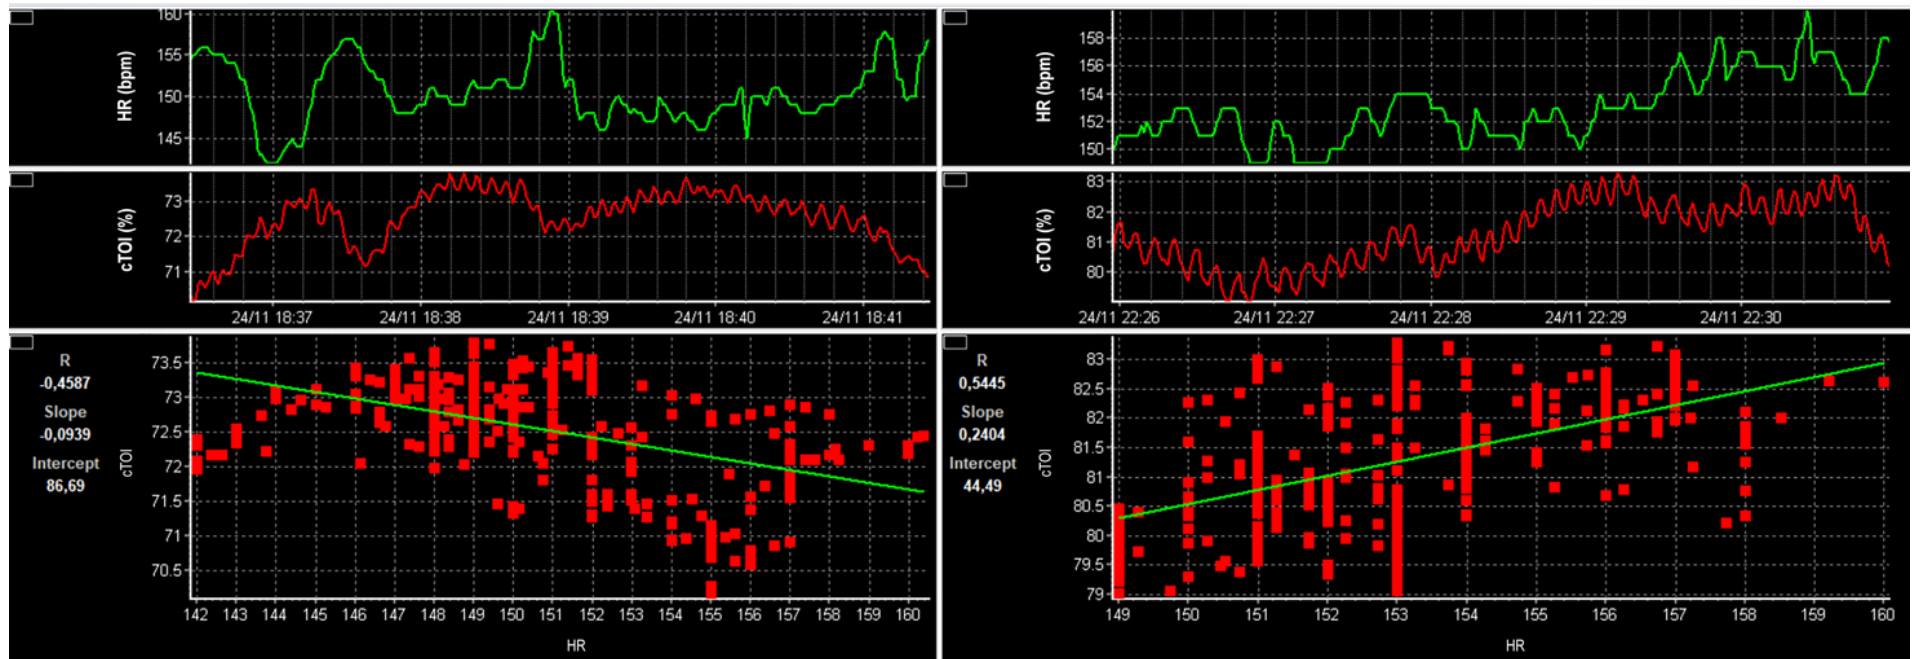 160
155
150
145
HR (bpm)
73
72
71
cTOI (%)
24/11 18:37 24/11 18:38 24/11 18:39 24/11 18:40 24/11 18:41
R
-0,4587
Slope
-0,0939
Intercept
86,69
cTOI
73.5
73
72.5
72
71.5
71
70.5
142 143 144 145 146 147 148 149 150 151 152 153 154 155 156 157 158 159 160
HR
158
156
154
152
150
HR (bpm)
83
82
81
80
cTOI (%)
24/11 22:26 24/11 22:27 24/11 22:28 24/11 22:29 24/11 22:30
R
0,5445
Slope
0,2404
Intercept
44,49
cTOI
83
82.5
82
81.5
81
80.5
80
79.5
79
149 150 151 152 153 154 155 156 157 158 159 160
HR